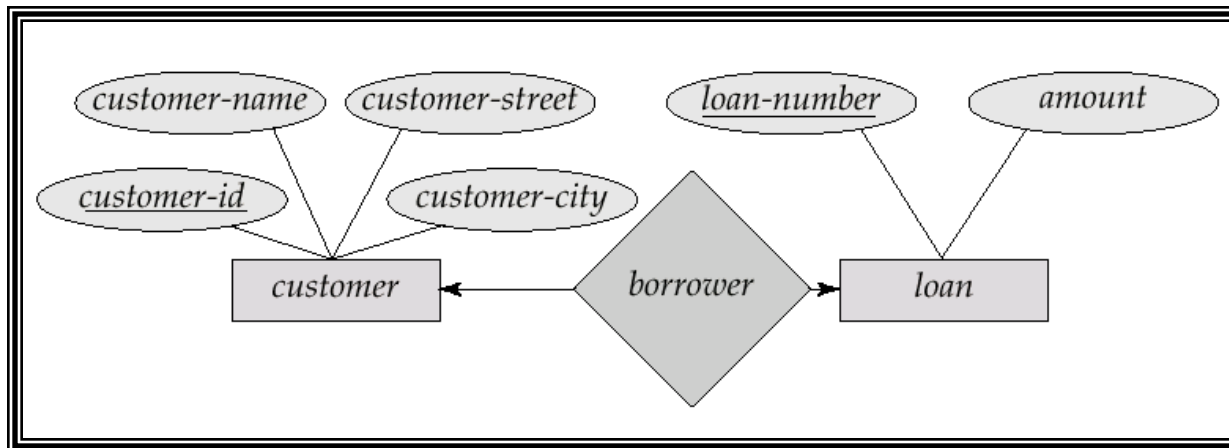 customer-name customer-street loan-number amount
customer-id customer-city
customer borrower loan